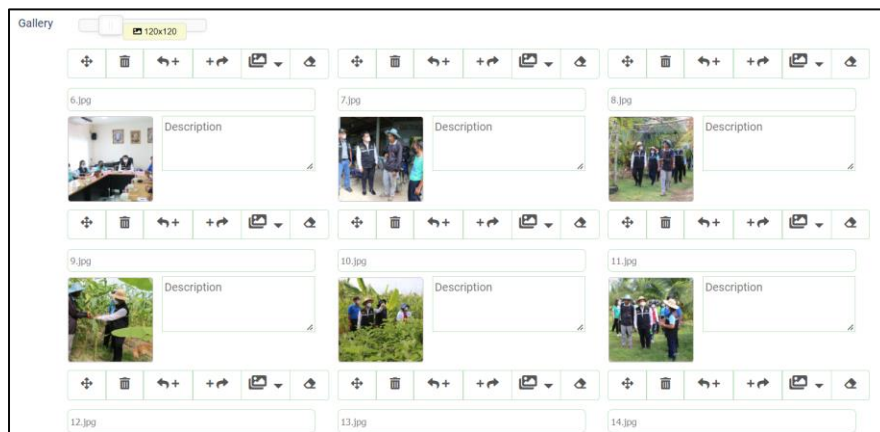 Gallery
120x120
6.jpg
7.jpg
8.jpg
Description
Description
Description
9.jpg
10.jpg
11.jpg
Description
Description
Description
12.jpg
13.jpg
14.jpg